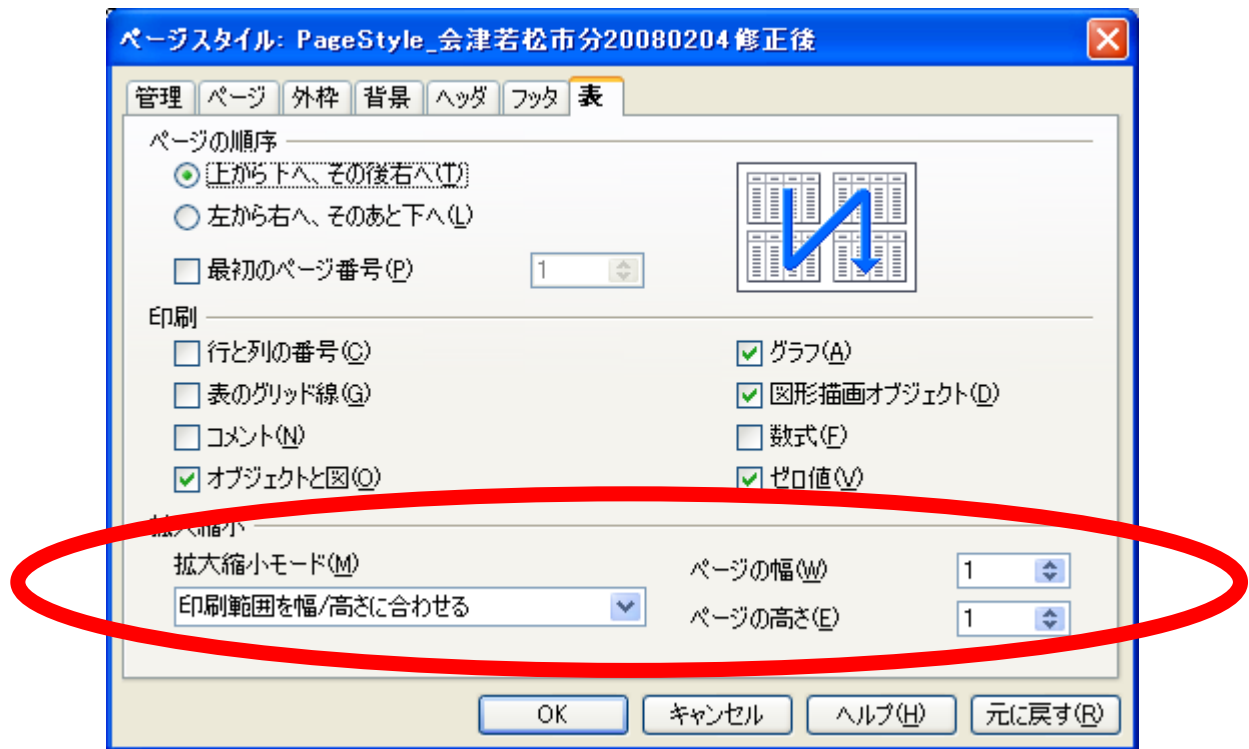 ページスタイル: PageStyle_会津若松市分20080204修正後
管理 ページ 外枠 背景 ヘッダ フッタ 表
ページの順序
上から下へ、その後右へ(T)
左から右へ、そのあと下へ(L)
最初のページ番号(P) 1
印刷
行と列の番号(C) グラフ(A)
表のグリッド線(G) 図形描画オブジェクト(D)
コメント(N) 数式(F)
オブジェクトと図(O) ゼロ値(V)
拡大縮小
拡大縮小モード(M) ページの幅(W) 1
印刷範囲を幅/高さに合わせる ページの高さ(E) 1
OK キャンセル ヘルプ(H) 元に戻す(R)